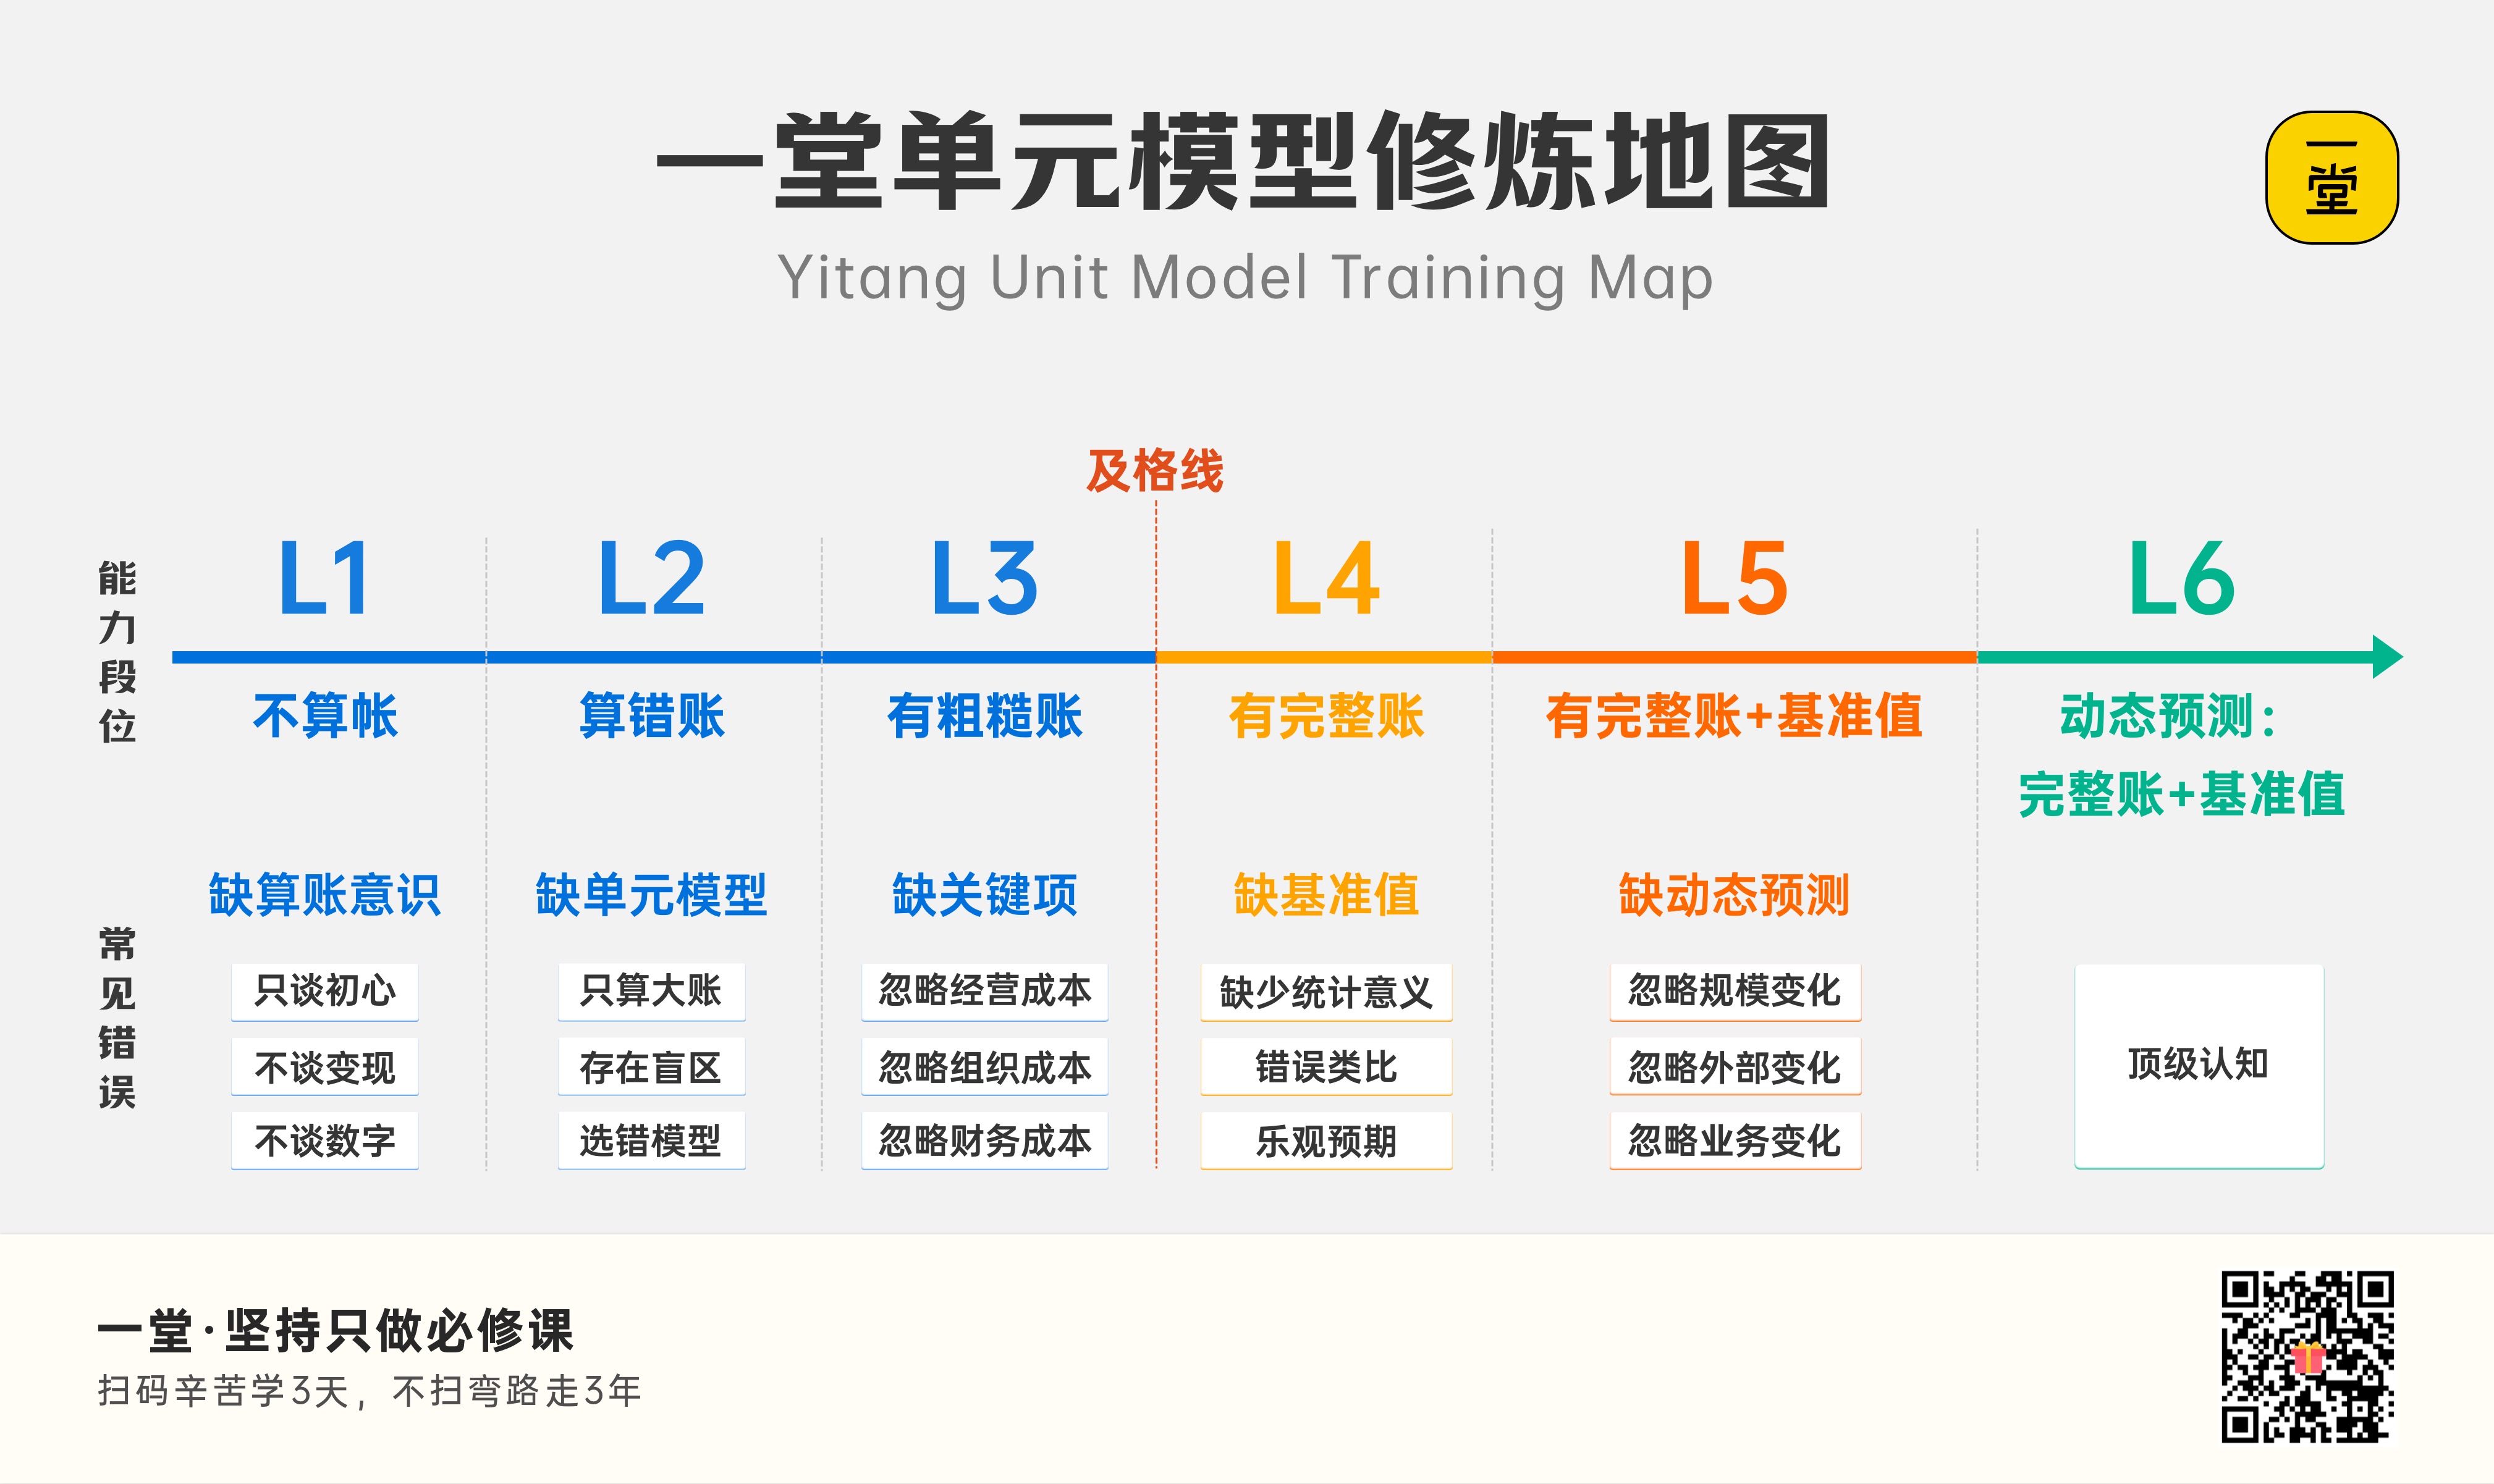 一堂单元模型修炼地图
Yitang Unit Model Training Map
一堂
及格线
能力段位
L1
L2
L3
L4
L5
L6
不算帐
算错账
有粗糙账
有完整账
有完整账+基准值
动态预测：
完整账+基准值
常见错误
缺算账意识
缺单元模型
缺关键项
缺基准值
缺动态预测
只谈初心
只算大账
忽略经营成本
缺少统计意义
忽略规模变化
不谈变现
存在盲区
忽略组织成本
错误类比
忽略外部变化
顶级认知
不谈数字
选错模型
忽略财务成本
乐观预期
忽略业务变化
一堂·坚持只做必修课
扫码辛苦学3天，不扫弯路走3年